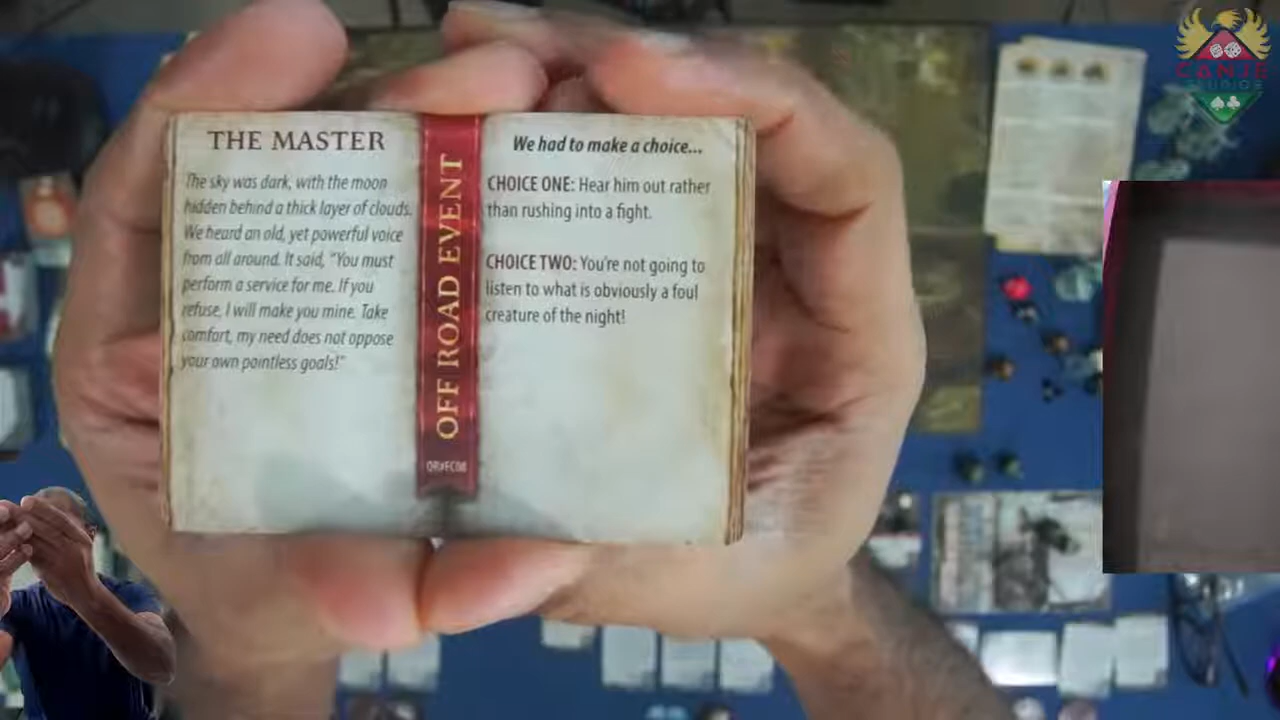 THE MASTER
The sky was dark, with the moon
hidden behind a thick layer of clouds.
We heard an old, yet powerful voice
from all around. It said, "You must
perform a service for me. If you
refuse, I will make you mine. Take
comfort, my need does not oppose
your own pointless goals!"
OFF ROAD EVENT
We had to make a choice...
CHOICE ONE: Hear him out rather
than rushing into a fight.
CHOICE TWO: You're not going to
listen to what is obviously a foul
creature of the night!
CANJE
STUDIOS